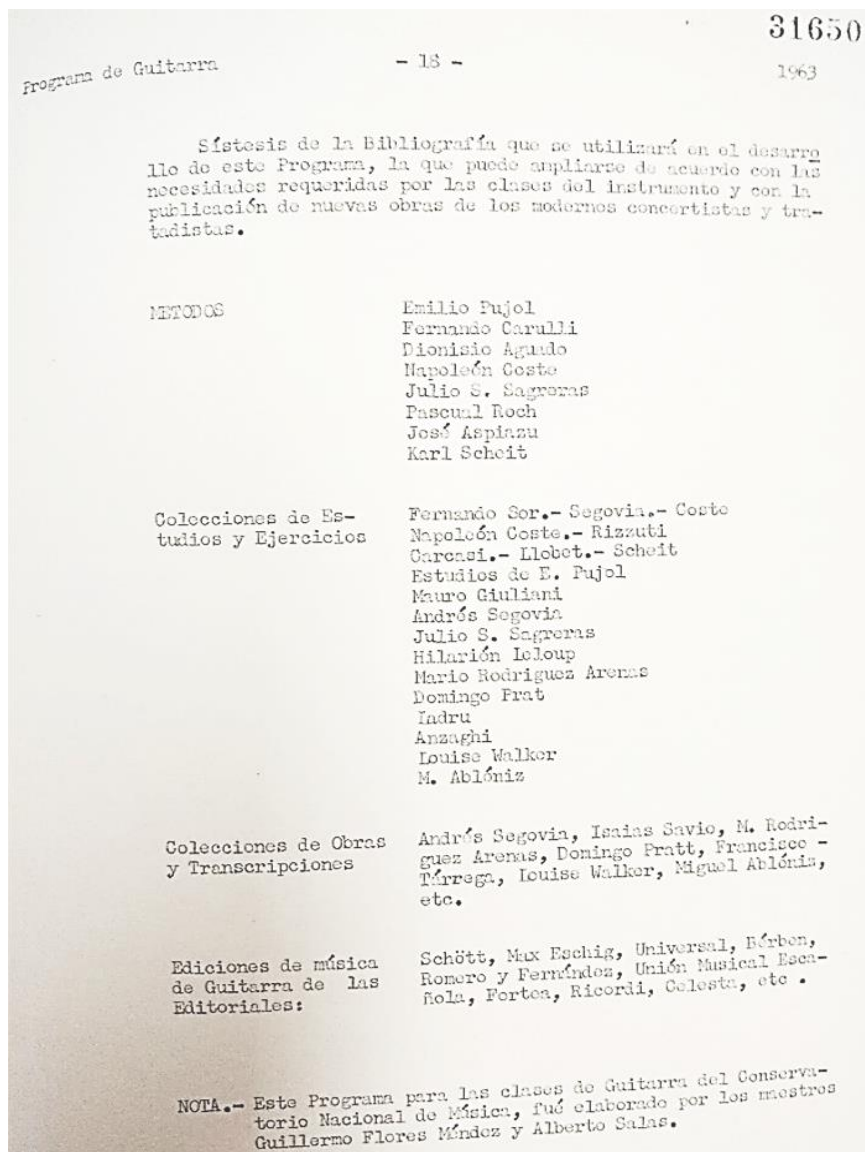 31650
Programa de Guitarra - 18 - 1963
Sístesis de la Bibliografía que se utilizará en el desarro
llo de este Programa, la que puede ampliarse de acuerdo con las
necesidades requeridas por las clases del instrumento y con la
publicación de nuevas obras de los modernos concertistas y tra-
tadistas.
METODOS Emilio Pujol
Fernando Carulli
Dionisio Aguado
Napoleón Coste
Julio S. Sagreras
Pascual Roch
José Aspiazu
Karl Scheit
Colecciones de Es- Fernando Sor.- Segovia.- Coste
tudios y Ejercicios Napoleón Coste.- Rizzuti
Carcasi.- Llobet.- Scheit
Estudios de E. Pujol
Mauro Giuliani
Andrés Segovia
Julio S. Sagreras
Hilarión Leloup
Mario Rodriguez Arenas
Domingo Prat
Iadru
Anzaghi
Louise Walker
M. Ablóniz
Colecciones de Obras Andrés Segovia, Isaias Savio, M. Rodri-
y Transcripciones guez Arenas, Domingo Pratt, Francisco -
Tárrega, Louise Walker, Miguel Ablóniz,
etc.
Ediciones de música Schött, Max Eschig, Universal, Bérben,
de Guitarra de las Romero y Fernández, Unión Musical Esca-
Editoriales: ñola, Fortea, Ricordi, Celesta, etc .
NOTA.- Este Programa para las clases de Guitarra del Conserva-
torio Nacional de Música, fué elaborado por los maestros
Guillermo Flores Méndez y Alberto Salas.